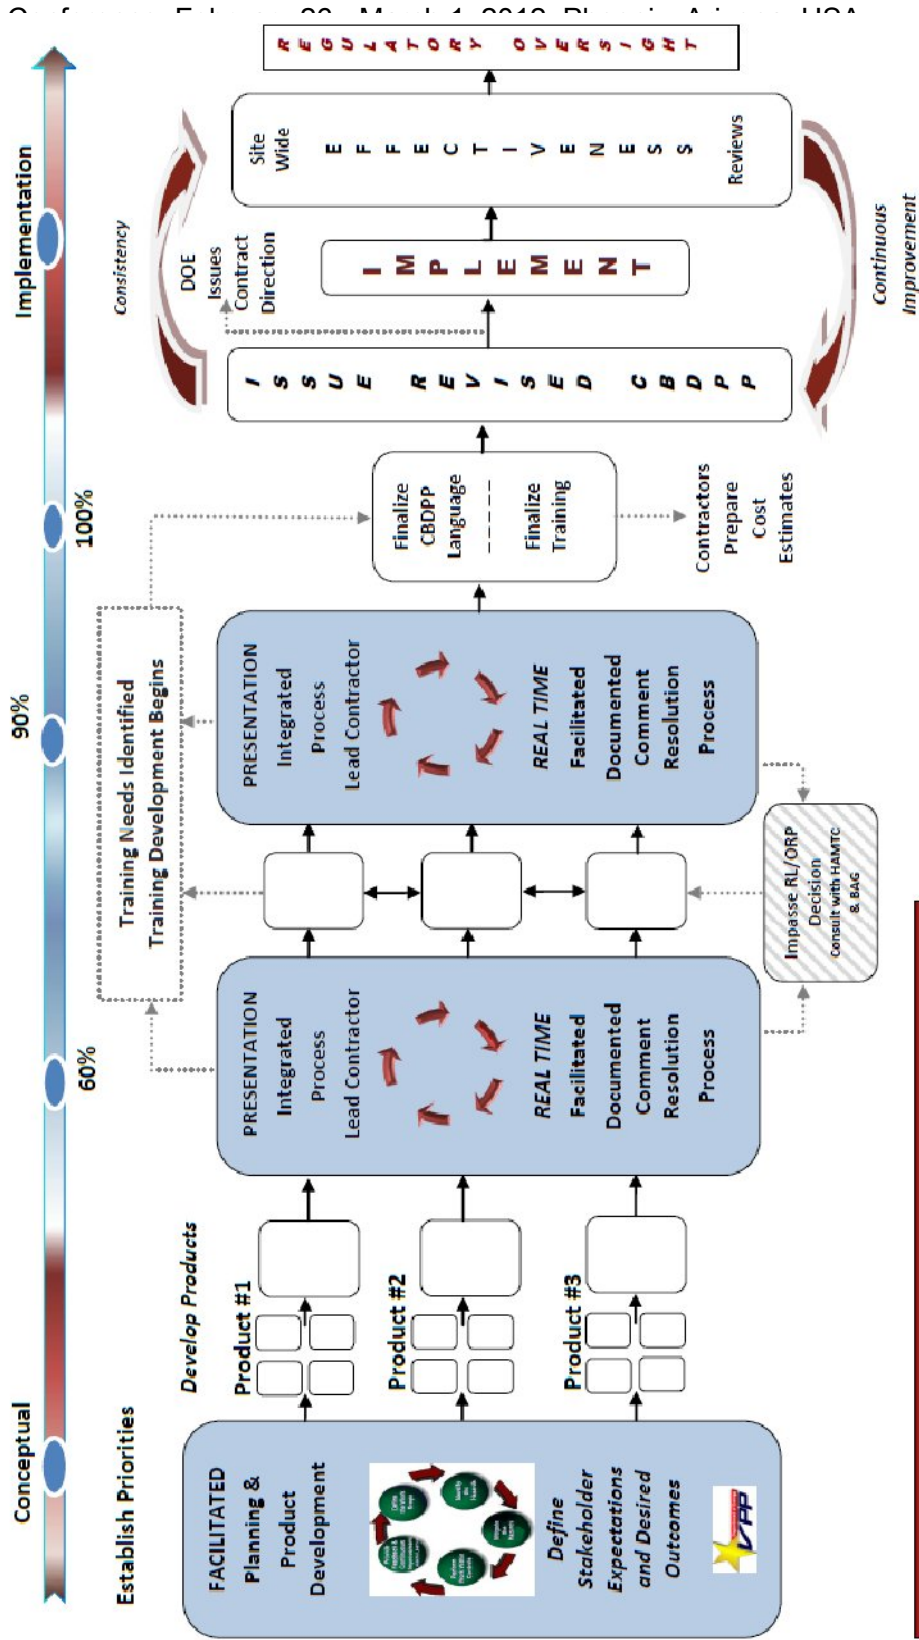 Conceptual
60%
90%
100%
Implementation
Establish Priorities
FACILITATED
Planning &
Product
Development
Define
Stakeholder
Expectations
and Desired
Outcomes
VPP
Develop Products
Product #1
Product #2
Product #3
Training Needs Identified
Training Development Begins
PRESENTATION
Integrated
Process
Lead Contractor
REAL TIME
Facilitated
Documented
Comment
Resolution
Process
Impasse RL/ORP
Decision
Consult with HAMTC
& BAG
PRESENTATION
Integrated
Process
Lead Contractor
REAL TIME
Facilitated
Documented
Comment
Resolution
Process
Finalize
CBDPP
Language
Finalize
Training
Contractors
Prepare
Cost
Estimates
ISSUE REVISED CBDPP
Consistency
DOE
Issues
Contract
Direction
IMPLEMENT
Continuous
Improvement
Site
Wide
EFFECTIVENESS
Reviews
REGULATORY OVERSIGHT